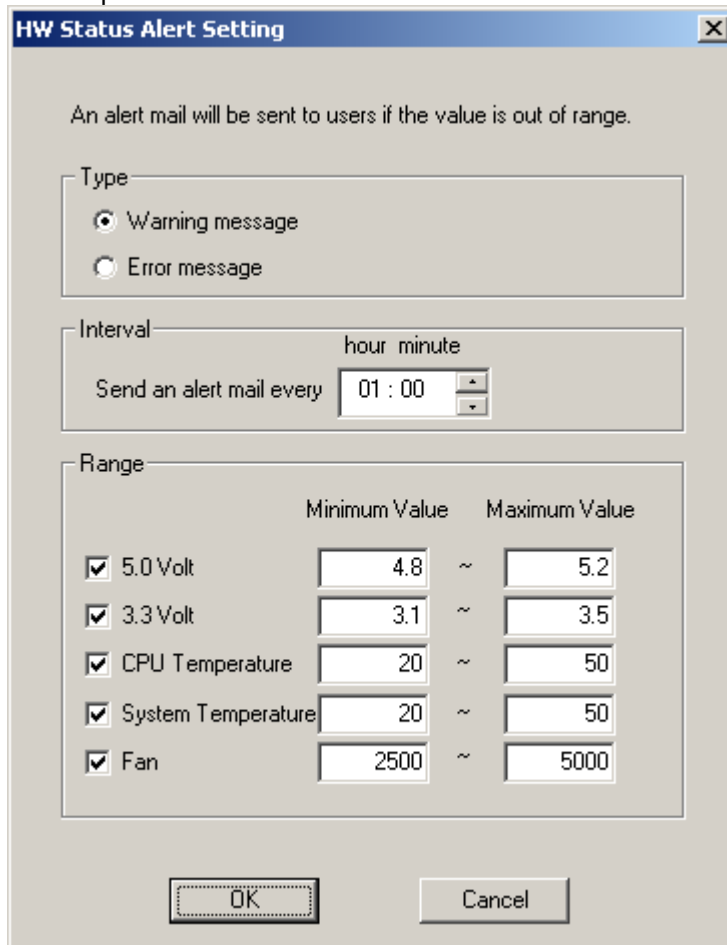 HW Status Alert Setting
An alert mail will be sent to users if the value is out of range.
Type
Warning message
Error message
Interval
hour minute
Send an alert mail every 01 : 00
Range
Minimum Value Maximum Value
5.0 Volt 4.8 ~ 5.2
3.3 Volt 3.1 ~ 3.5
CPU Temperature 20 ~ 50
System Temperature 20 ~ 50
Fan 2500 ~ 5000
OK Cancel